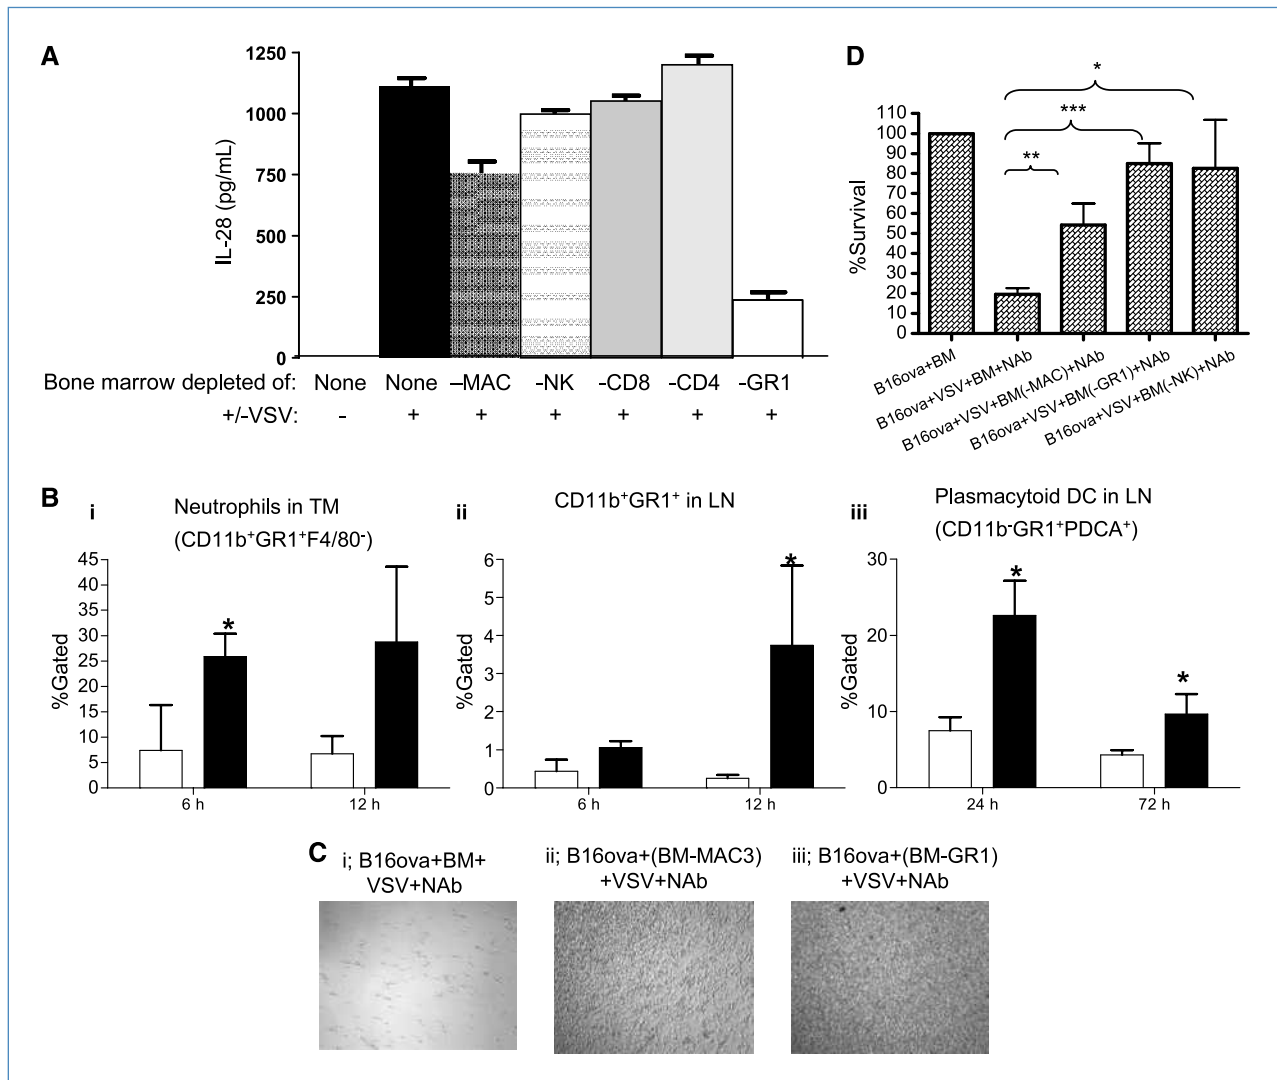 A
1250
1000
750
500
250
0
IL-28 (pg/mL)
Bone marrow depleted of: None None –MAC -NK -CD8 -CD4 -GR1
+/-VSV: - + + + + + +
D
*
***
**
110
100
90
80
70
60
50
40
30
20
10
0
%Survival
B16ova+BM
B16ova+VSV+BM+NAb
B16ova+VSV+BM(-MAC)+NAb
B16ova+VSV+BM(-GR1)+NAb
B16ova+VSV+BM(-NK)+NAb
B
i
Neutrophils in TM
(CD11b⁺GR1⁺F4/80⁻)
45
40
35
30
25
20
15
10
5
0
%Gated
*
6 h 12 h
ii
CD11b⁺GR1⁺ in LN
6
5
4
3
2
1
0
%Gated
*
6 h 12 h
iii
Plasmacytoid DC in LN
(CD11b⁻GR1⁺PDCA⁺)
30
20
10
0
%Gated
*
*
24 h 72 h
C
i; B16ova+BM+
VSV+NAb
ii; B16ova+(BM-MAC3)
+VSV+NAb
iii; B16ova+(BM-GR1)
+VSV+NAb